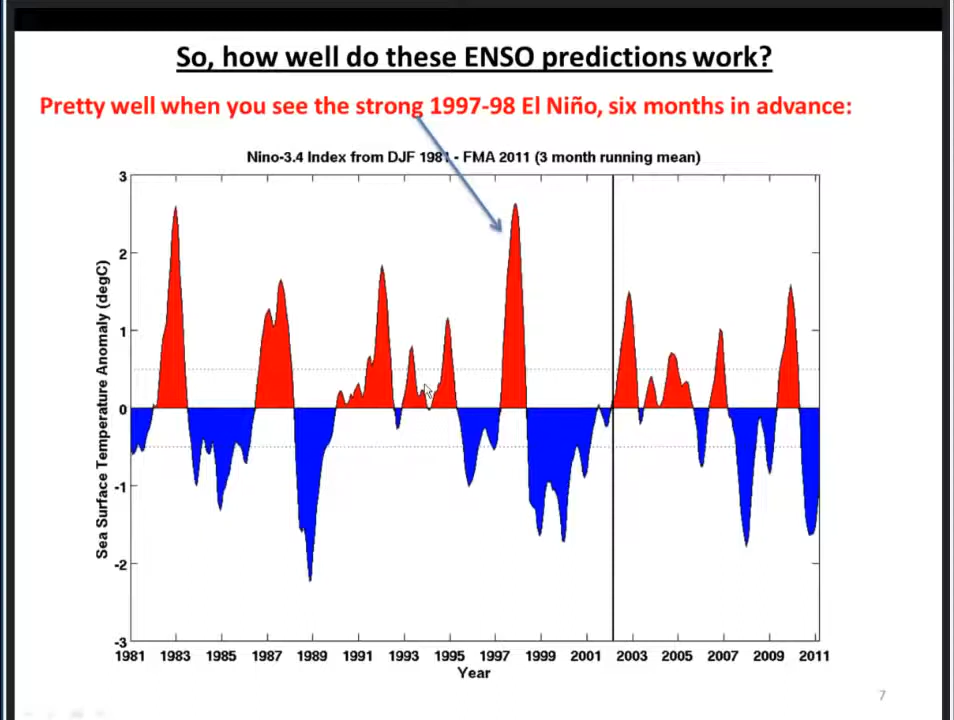 So, how well do these ENSO predictions work?
Pretty well when you see the strong 1997-98 El Niño, six months in advance:
Nino-3.4 Index from DJF 1981 - FMA 2011 (3 month running mean)
Sea Surface Temperature Anomaly (degC)
3
2
1
0
-1
-2
-3
1981 1983 1985 1987 1989 1991 1993 1995 1997 1999 2001 2003 2005 2007 2009 2011
Year
7